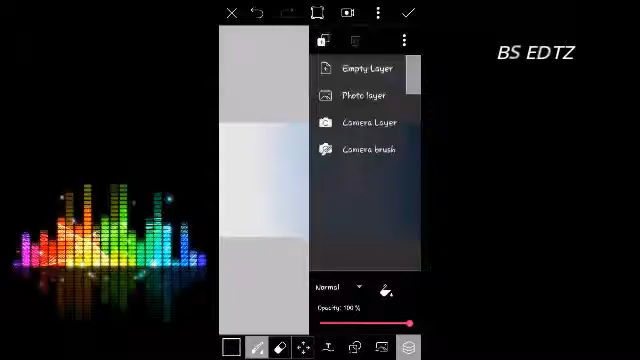 BS EDTZ
Empty Layer
Photo layer
Camera Layer
Camera brush
Normal
Opacity: 100 %